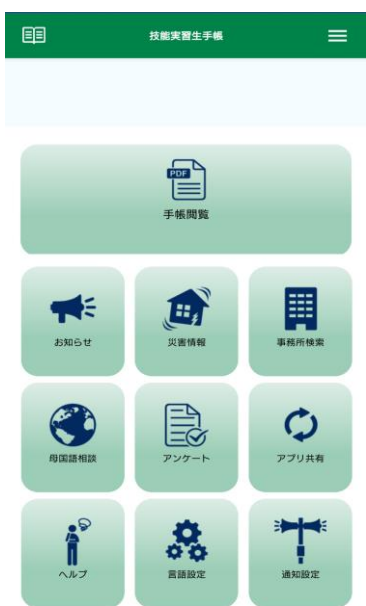 技能実習生手帳
PDF
手帳閲覧
お知らせ
災害情報
事務所検索
母国語相談
アンケート
アプリ共有
ヘルプ
言語設定
通知設定